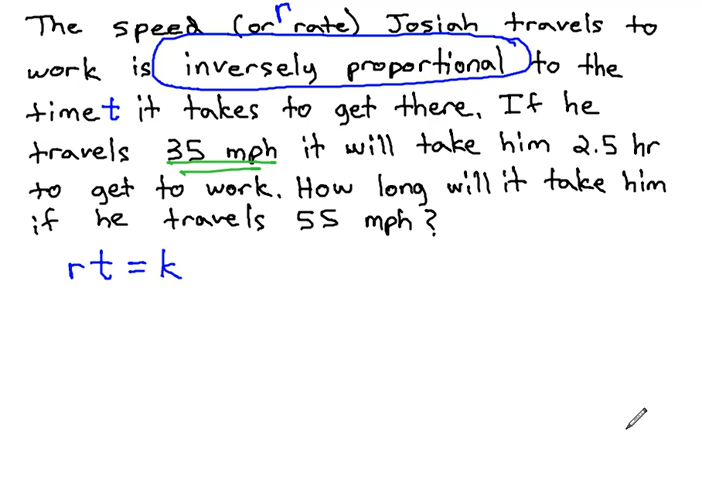 The speed (or r rate) Josiah travels to
work is inversely proportional to the
time t it takes to get there. If he
travels 35 mph it will take him 2.5 hr
to get to work. How long will it take him
if he travels 55 mph?
rt = k